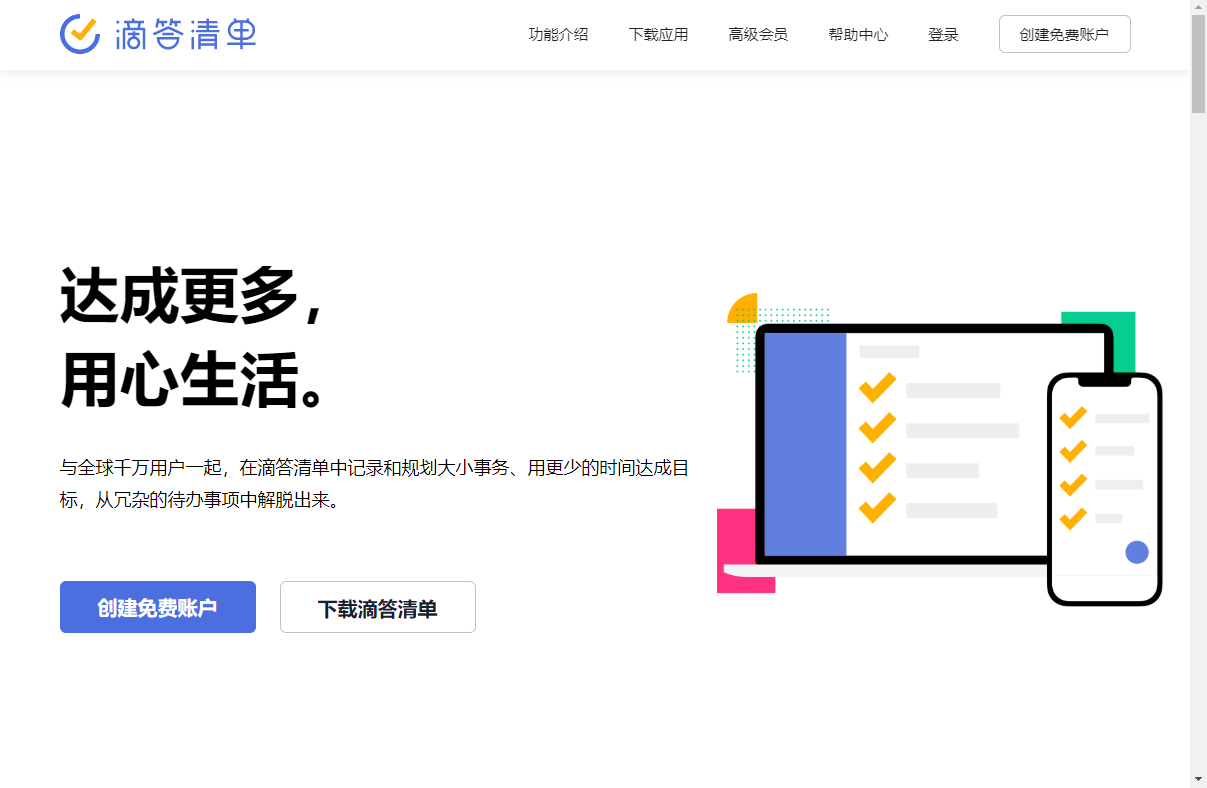 滴答清单
功能介绍
下载应用
高级会员
帮助中心
登录
创建免费账户
达成更多，
用心生活。
与全球千万用户一起，在滴答清单中记录和规划大小事务、用更少的时间达成目
标，从冗杂的待办事项中解脱出来。
创建免费账户
下载滴答清单